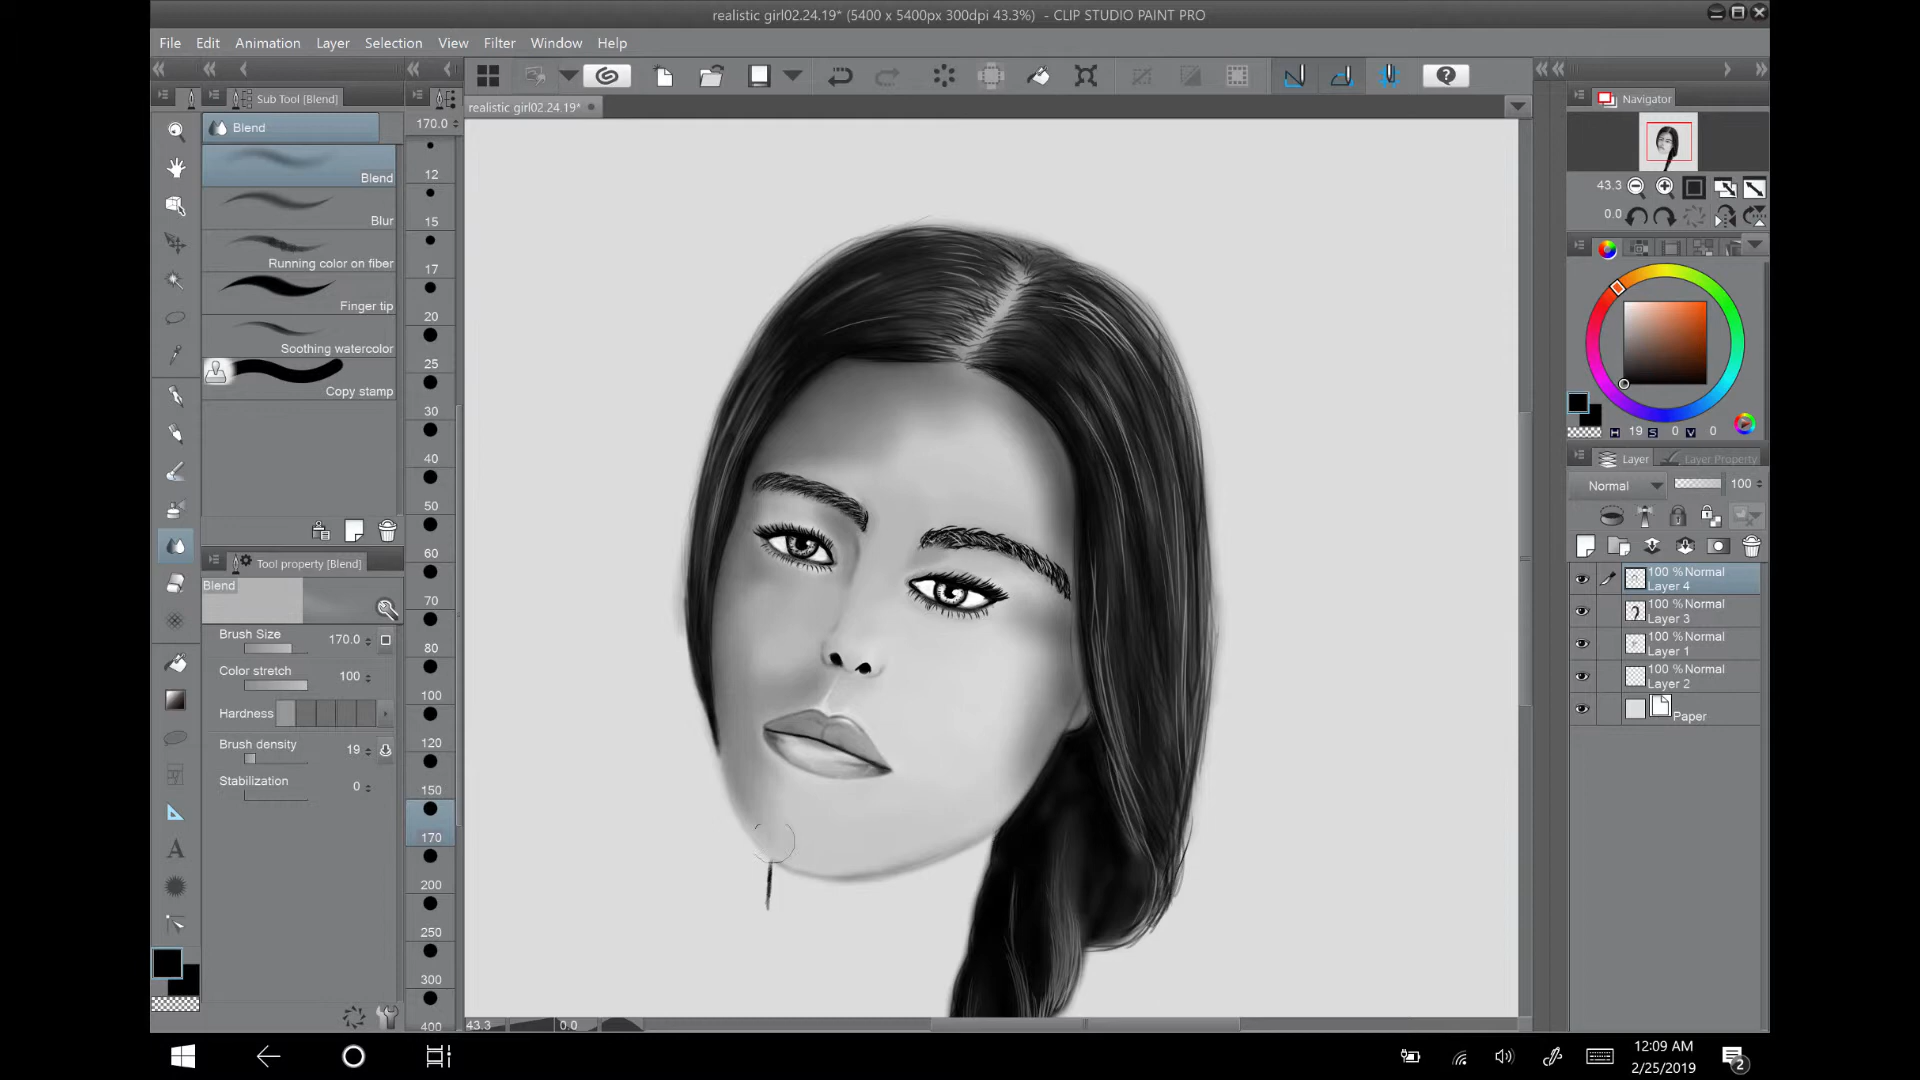 realistic girl02.24.19* (5400 x 5400px 300dpi 43.3%) - CLIP STUDIO PAINT PRO
File Edit Animation Layer Selection View Filter Window Help
Sub Tool [Blend]
realistic girl02.24.19*
Navigator
Blend
170.0
Blend
12
Blur
15
Running color on fiber
17
Finger tip
20
Soothing watercolor
25
Copy stamp
30
40
50
60
70
80
100
120
150
170
200
250
300
400
Tool property [Blend]
Blend
Brush Size 170.0
Color stretch 100
Hardness
Brush density 19
Stabilization 0
43.3 0.0
43.3
0.0
H 19 S 0 V 0
Layer Layer Property
Normal 100
100 %Normal
Layer 4
100 %Normal
Layer 3
100 %Normal
Layer 1
100 %Normal
Layer 2
Paper
A
12:09 AM
2/25/2019
2